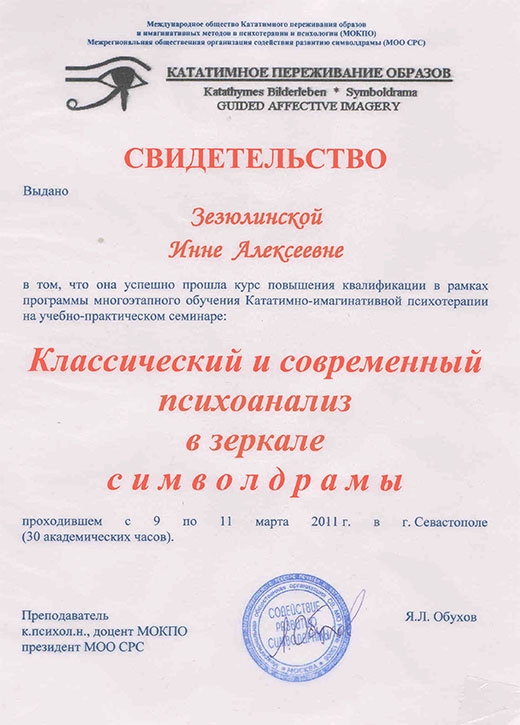 Международное общество Кататимного переживания образов
и имагинативных методов в психотерапии и психологии (МОКПО)
Межрегиональная общественная организация содействия развитию символдрамы (МОО СРС)
КАТАТИМНОЕ ПЕРЕЖИВАНИЕ ОБРАЗОВ
Katathymes Bilderleben * Symboldrama
GUIDED AFFECTIVE IMAGERY
СВИДЕТЕЛЬСТВО
Выдано
Зезюлинской
Инне Алексеевне
в том, что она успешно прошла курс повышения квалификации в рамках
программы многоэтапного обучения Кататимно-имагинативной психотерапии
на учебно-практическом семинаре:
Классический и современный
психоанализ
в зеркале
символдрамы
проходившем с 9 по 11 марта 2011 г. в г. Севастополе
(30 академических часов).
Преподаватель
к.психол.н., доцент МОКПО
президент МОО СРС
Я.Л. Обухов
СОДЕЙСТВИЕ
РАЗВИТИЮ
СИМВОЛДРАМЫ
МОСКВА